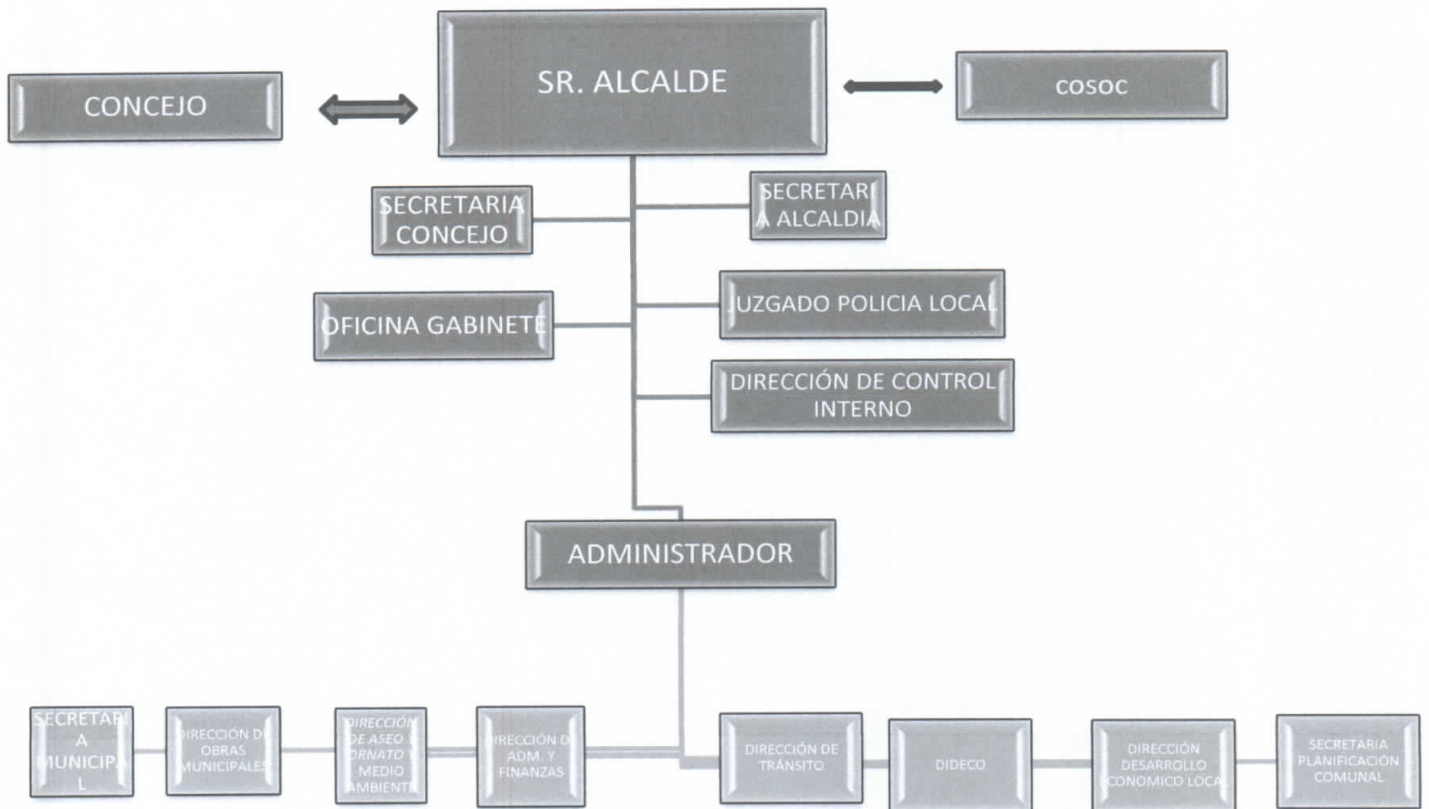 SR. ALCALDE
CONCEJO
COSOC
SECRETARIA
CONCEJO
SECRETARI
A ALCALDIA
OFICINA GABINETE
JUZGADO POLICIA LOCAL
DIRECCIÓN DE CONTROL
INTERNO
ADMINISTRADOR
SECRETARI
A
MUNICIPA
L
DIRECCIÓN DE
OBRAS
MUNICIPALES
DIRECCIÓN
DE ASEO Y
ORNATO Y
MEDIO
AMBIENTE
DIRECCIÓN DE
ADM. Y
FINANZAS
DIRECCIÓN DE
TRÁNSITO
DIDECO
DIRECCIÓN
DESARROLLO
ECONOMICO LOCAL
SECRETARIA
PLANIFICACIÓN
COMUNAL